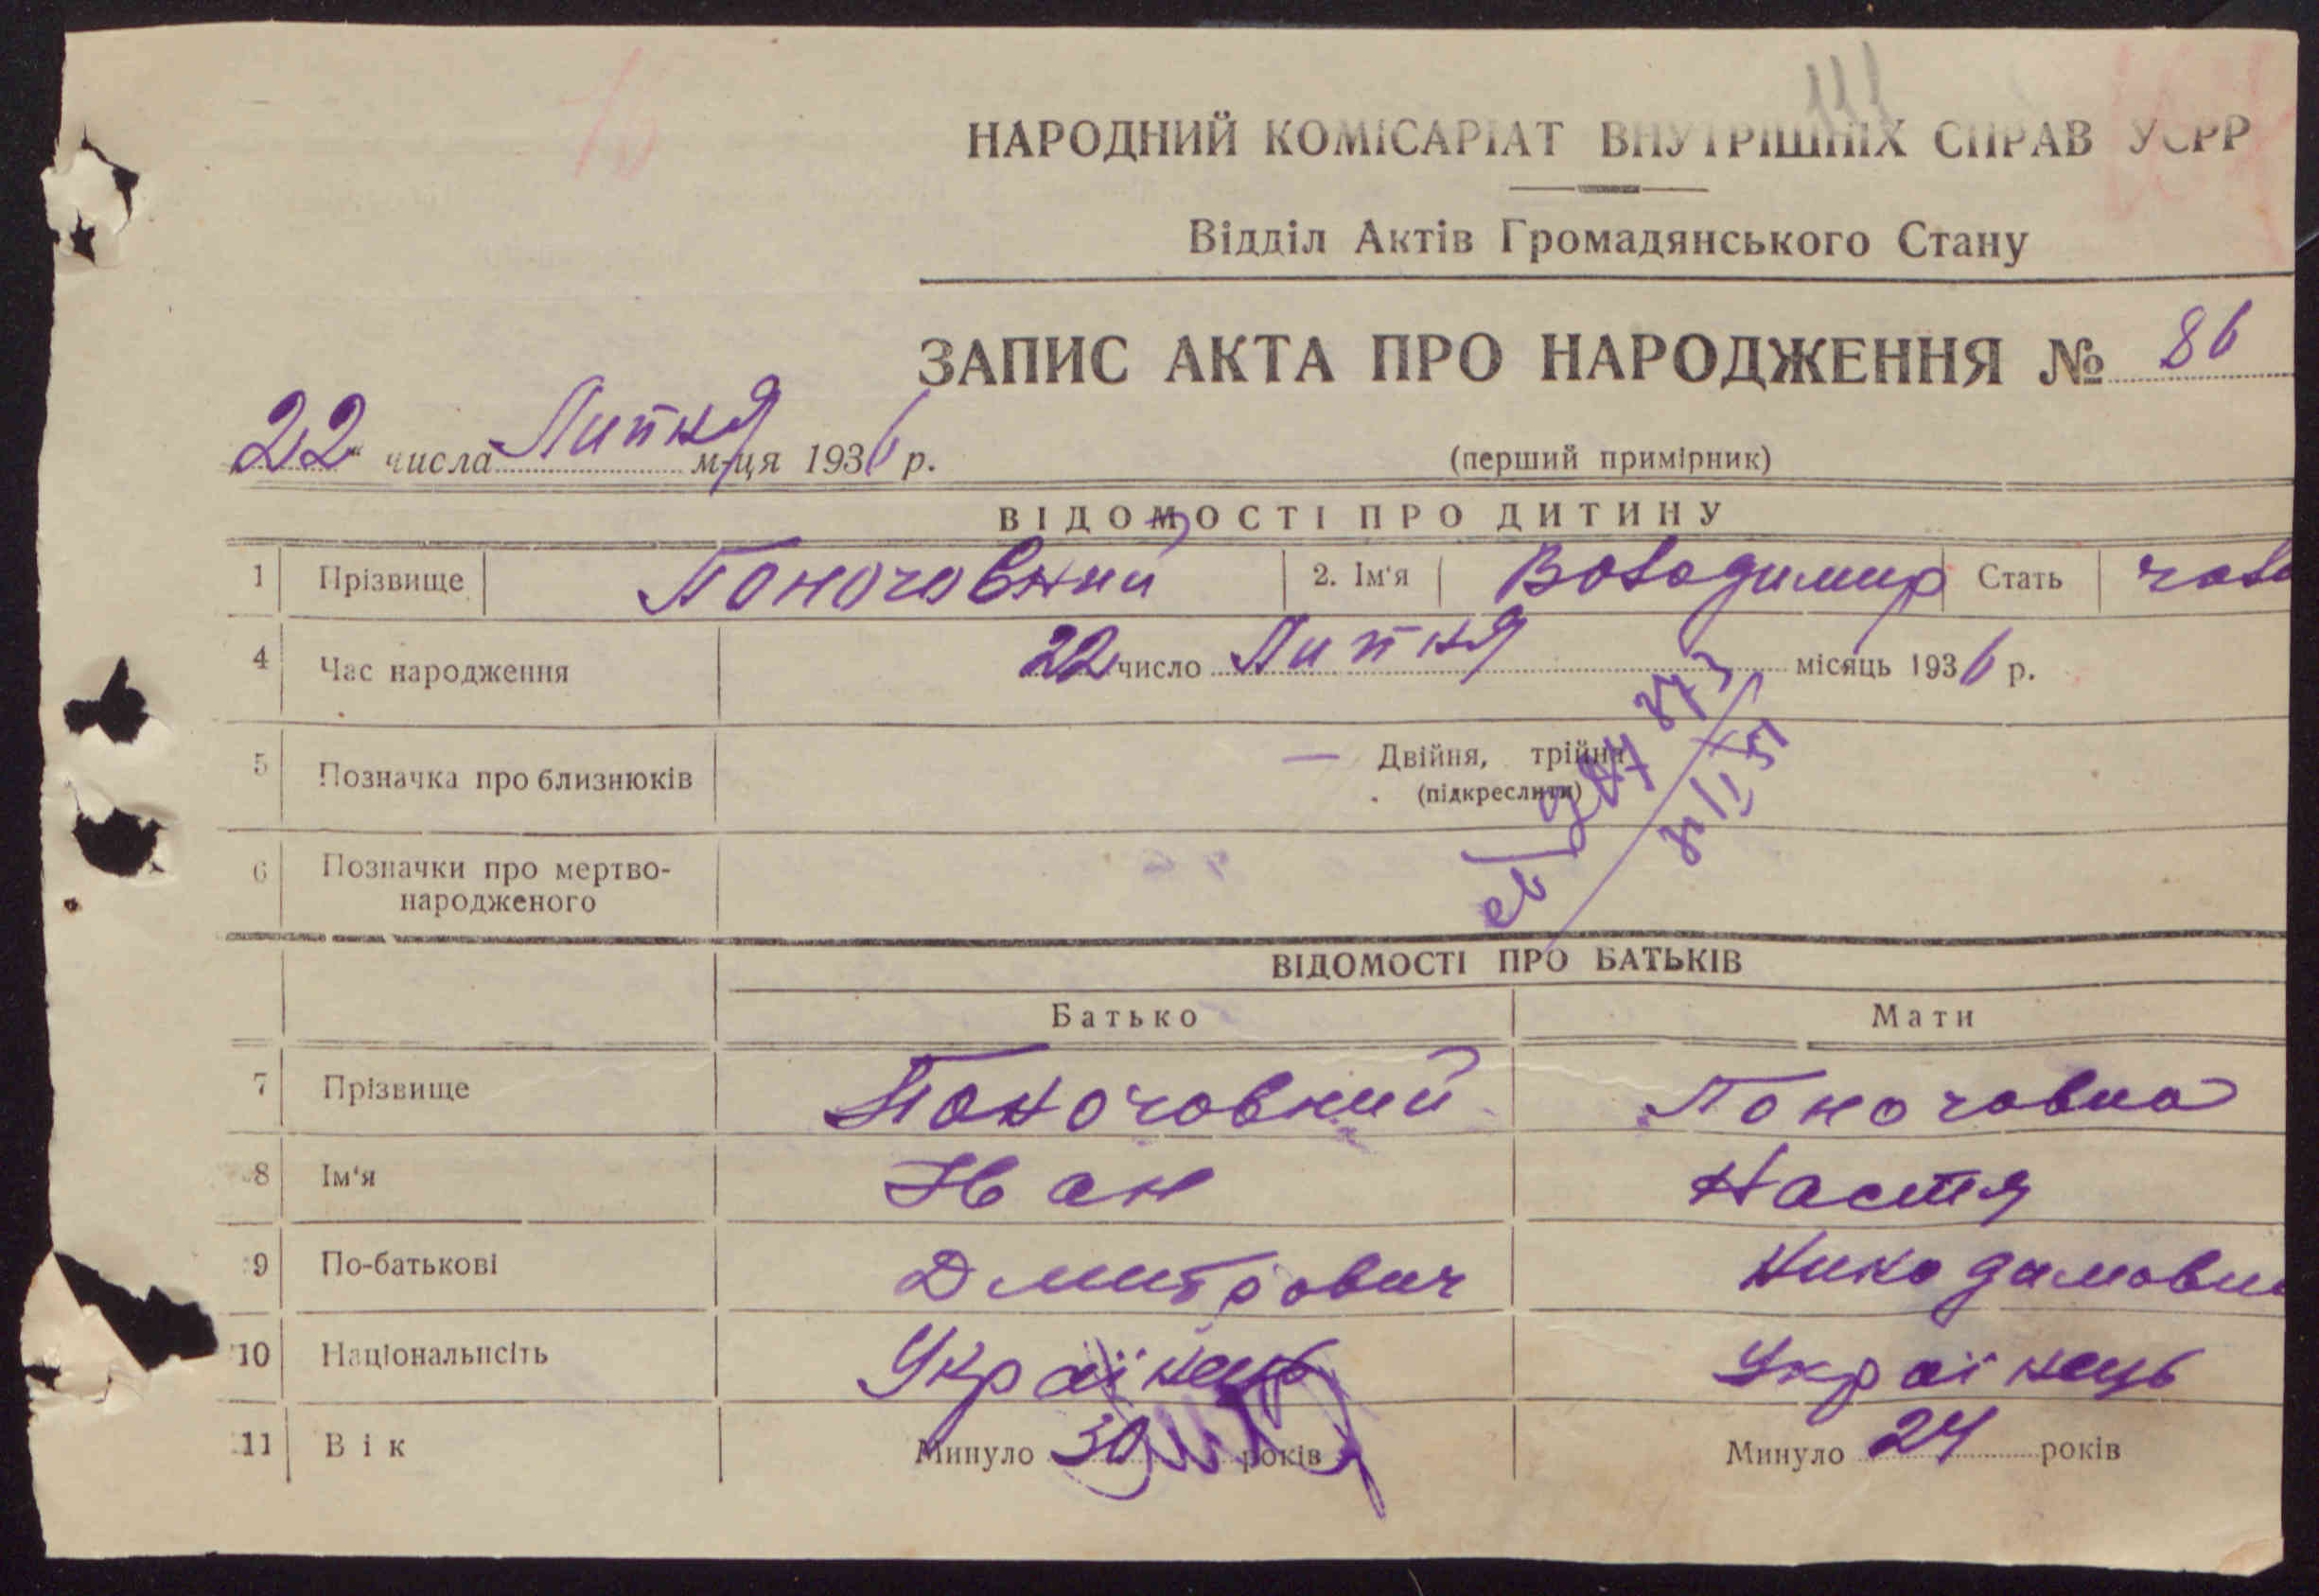 111
НАРОДНИЙ КОМІСАРІАТ ВНУТРІШНІХ СПРАВ УСРР
Відділ Актів Громадянського Стану
ЗАПИС АКТА ПРО НАРОДЖЕННЯ № 86
22 числа Липня м-ця 1936 р.
(перший примірник)
ВІДОМОСТІ ПРО ДИТИНУ
1 Прізвище Поночовний 2. Ім'я Володимир Стать чоло
4 Час народження 22 число Липня місяць 1936 р.
5 Позначка про близнюків — Двійня, трійня
(підкреслити)
6 Позначки про мертво-
народженого
ВІДОМОСТІ ПРО БАТЬКІВ
Батько Мати
7 Прізвище Поночовний Поночовна
8 Ім'я Іван Настя
9 По-батькові Дмитрович Никодимовн
10 Національність Українець Українець
11 Вік Минуло 30 років Минуло 24 років